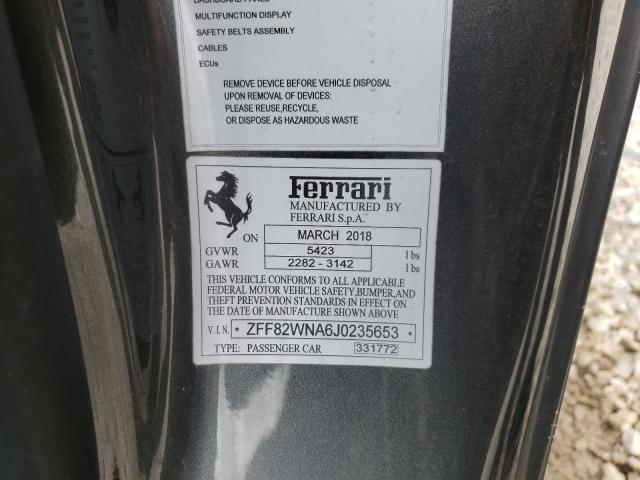 MULTIFUNCTION DISPLAY
SAFETY BELTS ASSEMBLY
CABLES
ECUs
REMOVE DEVICE BEFORE VEHICLE DISPOSAL
UPON REMOVAL OF DEVICES:
PLEASE REUSE,RECYCLE,
OR DISPOSE AS HAZARDOUS WASTE
Ferrari
MANUFACTURED BY
FERRARI S.p.A.
ON MARCH 2018
GVWR 5423 lbs
GAWR 2282 - 3142 lbs
THIS VEHICLE CONFORMS TO ALL APPLICABLE
FEDERAL MOTOR VEHICLE SAFETY,BUMPER,AND
THEFT PREVENTION STANDARDS IN EFFECT ON
THE DATE OF MANUFACTURE SHOWN ABOVE
V.I.N. * ZFF82WNA6J0235653 *
TYPE: PASSENGER CAR 331772